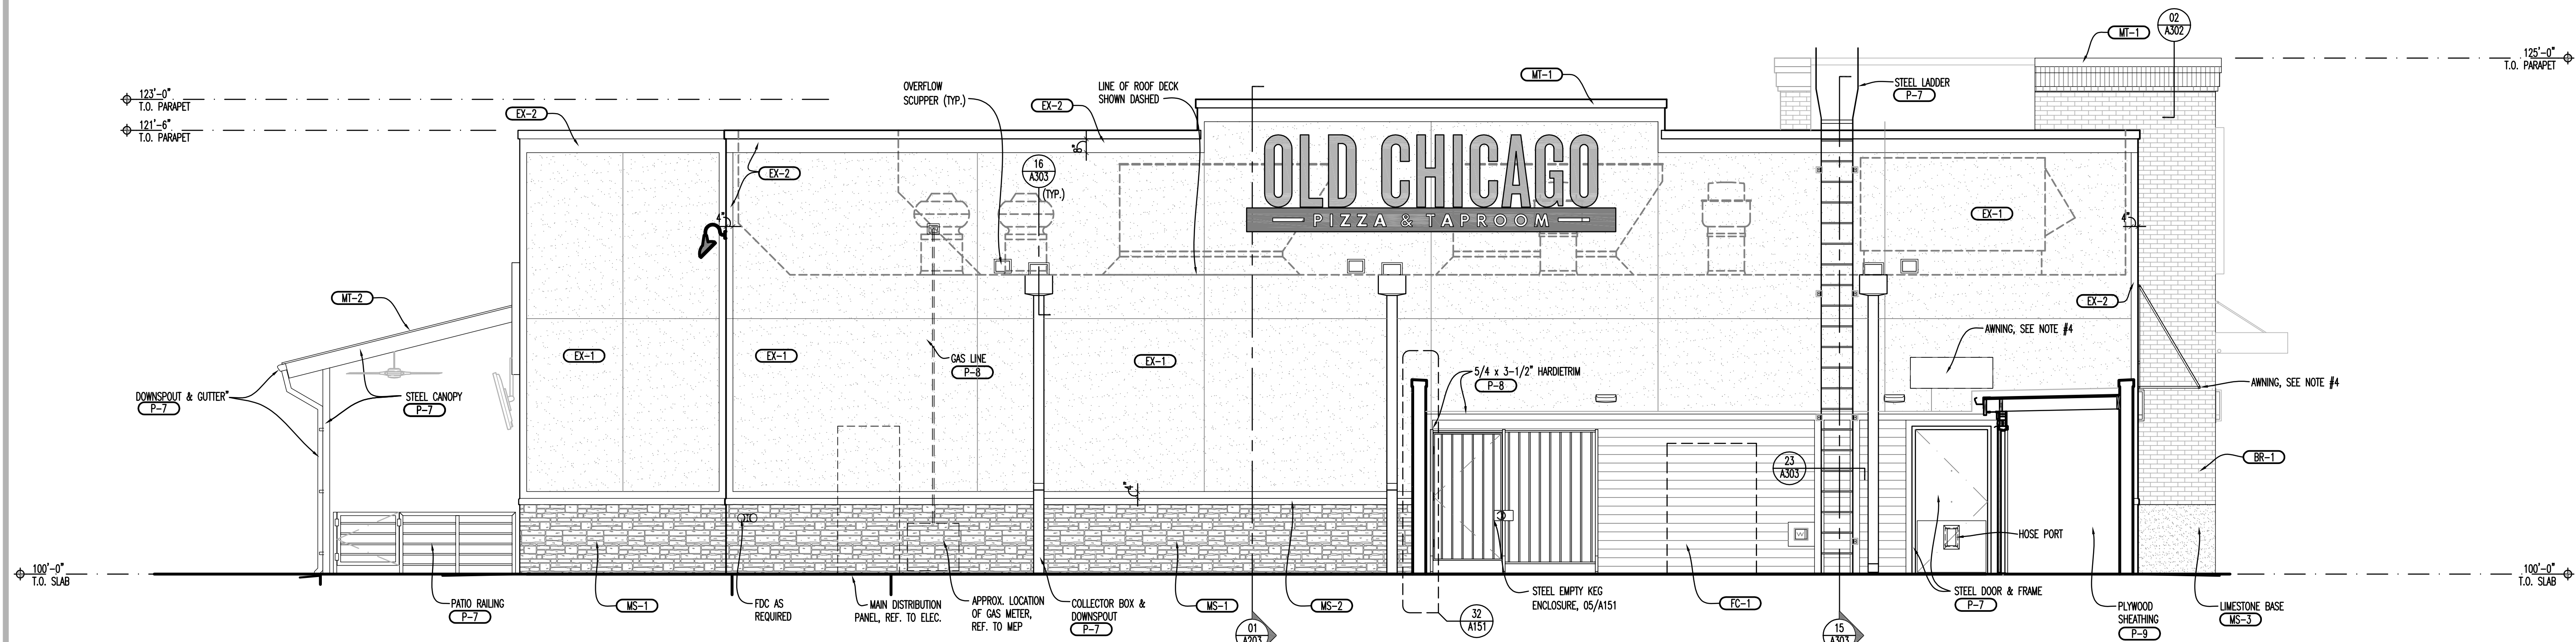 02
A302
MT-1
125'-0"
T.O. PARAPET
123'-0"
T.O. PARAPET
121'-6"
T.O. PARAPET
EX-2
OVERFLOW
SCUPPER (TYP.)
EX-2
LINE OF ROOF DECK
SHOWN DASHED
MT-1
STEEL LADDER
P-7
8"
16
A303
(TYP.)
EX-2
4"
OLD CHICAGO
PIZZA & TAPROOM
EX-1
4"
MT-2
EX-2
AWNING, SEE NOTE #4
EX-1
EX-1
GAS LINE
P-8
EX-1
5/4 x 3-1/2" HARDIETRIM
P-8
AWNING, SEE NOTE #4
DOWNSPOUT & GUTTER"
P-7
STEEL CANOPY
P-7
BR-1
23
A303
4"
HOSE PORT
W
100'-0"
T.O. SLAB
100'-0"
T.O. SLAB
PATIO RAILING
P-7
MS-1
FDC AS
REQUIRED
MAIN DISTRIBUTION
PANEL, REF. TO ELEC.
APPROX. LOCATION
OF GAS METER,
REF. TO MEP
COLLECTOR BOX &
DOWNSPOUT
P-7
MS-1
01
A203
MS-2
32
A151
STEEL EMPTY KEG
ENCLOSURE, 05/A151
FC-1
15
A303
STEEL DOOR & FRAME
P-7
PLYWOOD
SHEATHING
P-9
LIMESTONE BASE
MS-3